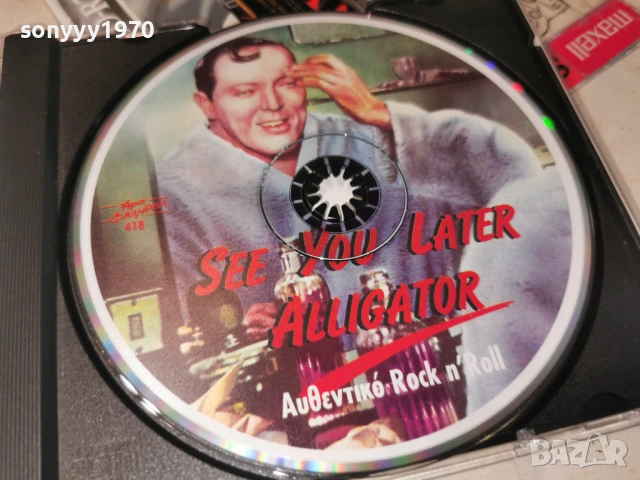 sonyyy1970
maxell
SEE YOU LATER
ALLIGATOR
Αυθεντικό Rock n' Roll
418
BAZAR